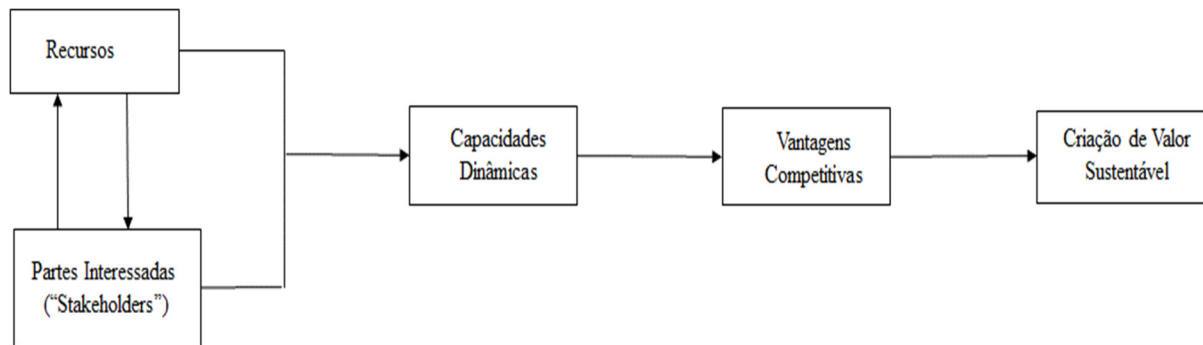 Recursos
Partes Interessadas
(“Stakeholders”)
Capacidades
Dinâmicas
Vantagens
Competitivas
Criação de Valor
Sustentável